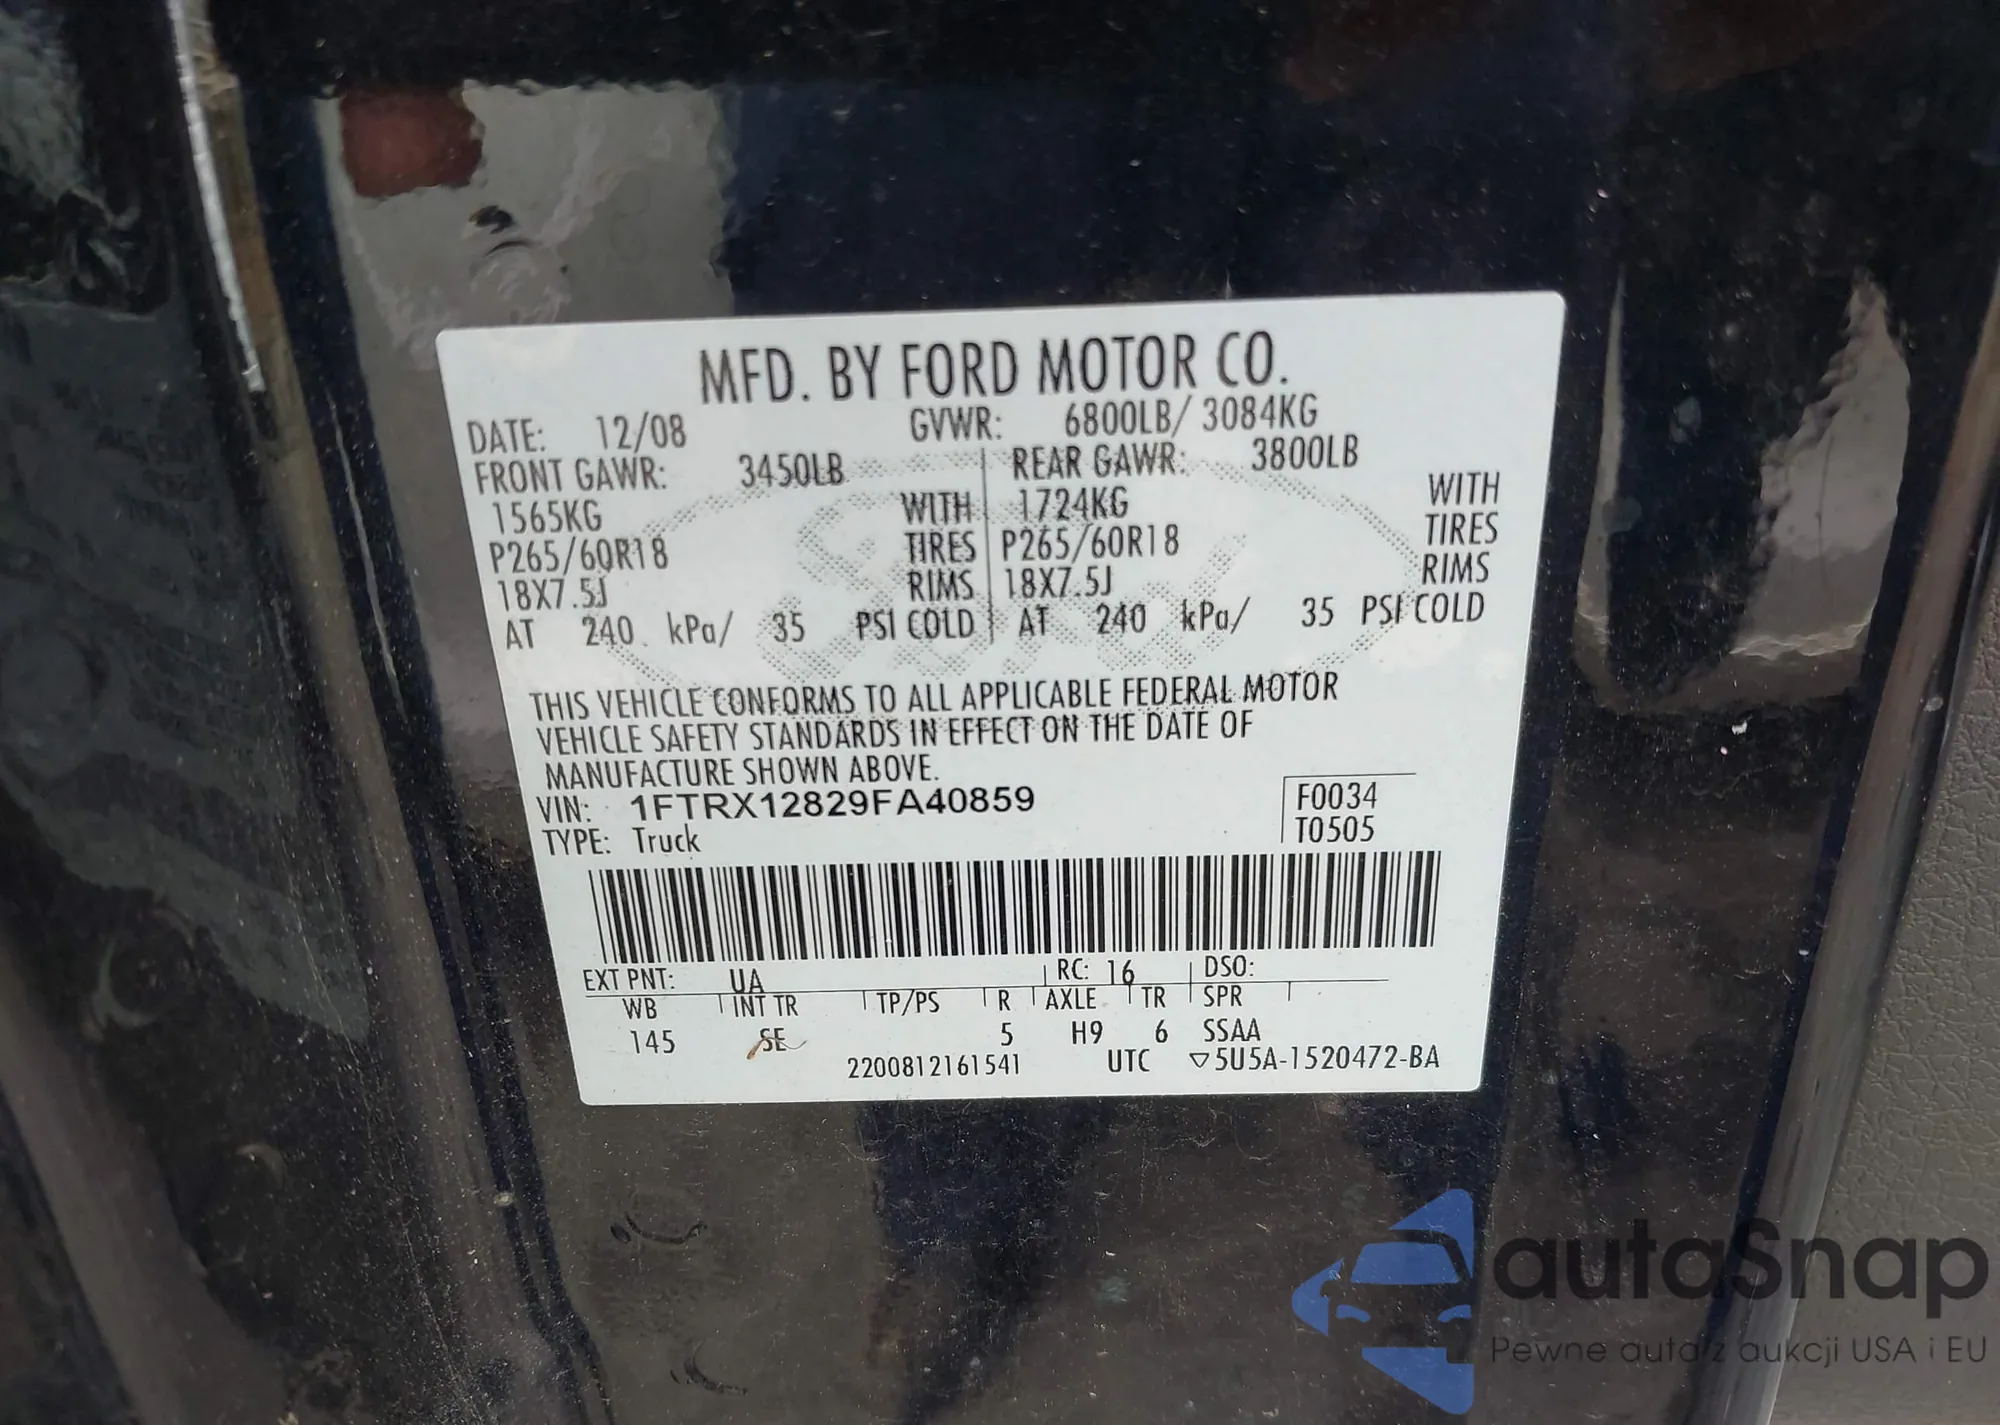 MFD. BY FORD MOTOR CO.
DATE: 12/08 GVWR: 6800LB/ 3084KG
FRONT GAWR: 3450LB REAR GAWR: 3800LB
1565KG WITH 1724KG WITH
P265/60R18 TIRES P265/60R18 TIRES
18X7.5J RIMS 18X7.5J RIMS
AT 240 kPa/ 35 PSI COLD AT 240 kPa/ 35 PSI COLD
THIS VEHICLE CONFORMS TO ALL APPLICABLE FEDERAL MOTOR
VEHICLE SAFETY STANDARDS IN EFFECT ON THE DATE OF
MANUFACTURE SHOWN ABOVE.
VIN: 1FTRX12829FA40859 F0034
TYPE: Truck T0505
EXT PNT: UA RC: 16 DSO:
WB INT TR TP/PS R AXLE TR SPR
145 SE 5 H9 6 SSAA
2200812161541 UTC ▽5U5A-1520472-BA
autaSnap
Pewne auta z aukcji USA i EU